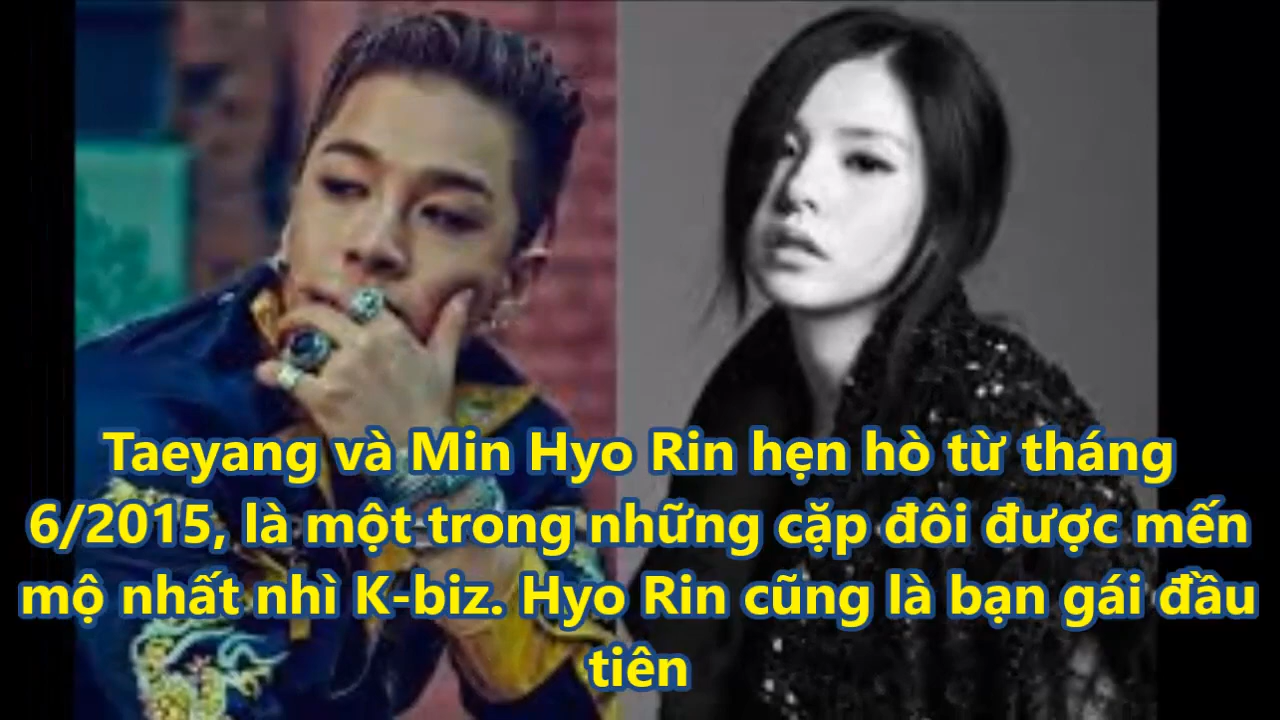 Taeyang và Min Hyo Rin hẹn hò từ tháng
6/2015, là một trong những cặp đôi được mến
mộ nhất nhì K-biz. Hyo Rin cũng là bạn gái đầu
tiên